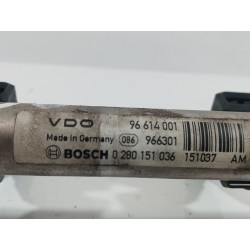 VDO 96 614 001
Made in Germany 086 966301
BOSCH 0 280 151 036 151037 AM